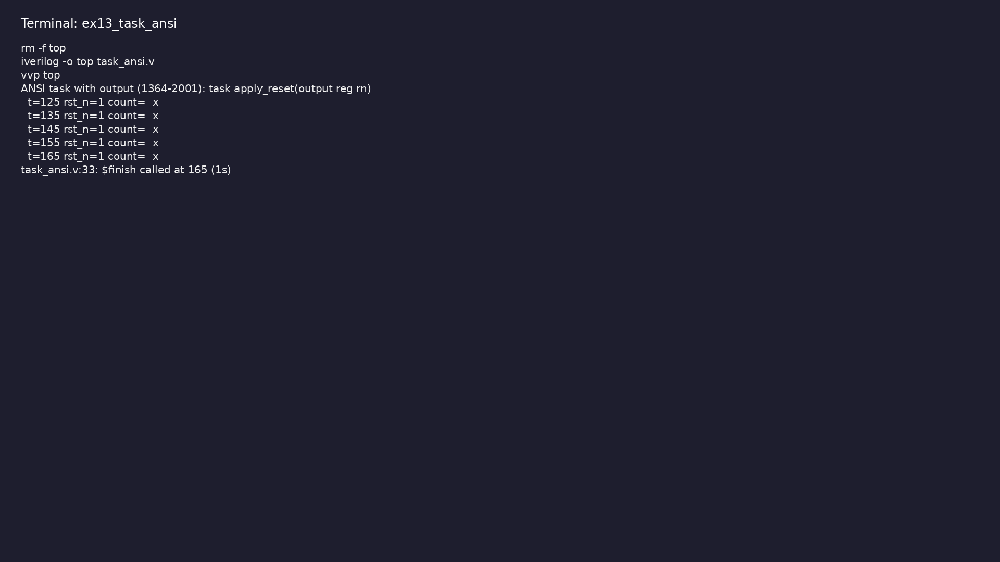 Terminal: ex13_task_ansi
rm -f top
iverilog -o top task_ansi.v
vvp top
ANSI task with output (1364-2001): task apply_reset(output reg rn)
  t=125 rst_n=1 count=  x
  t=135 rst_n=1 count=  x
  t=145 rst_n=1 count=  x
  t=155 rst_n=1 count=  x
  t=165 rst_n=1 count=  x
task_ansi.v:33: $finish called at 165 (1s)